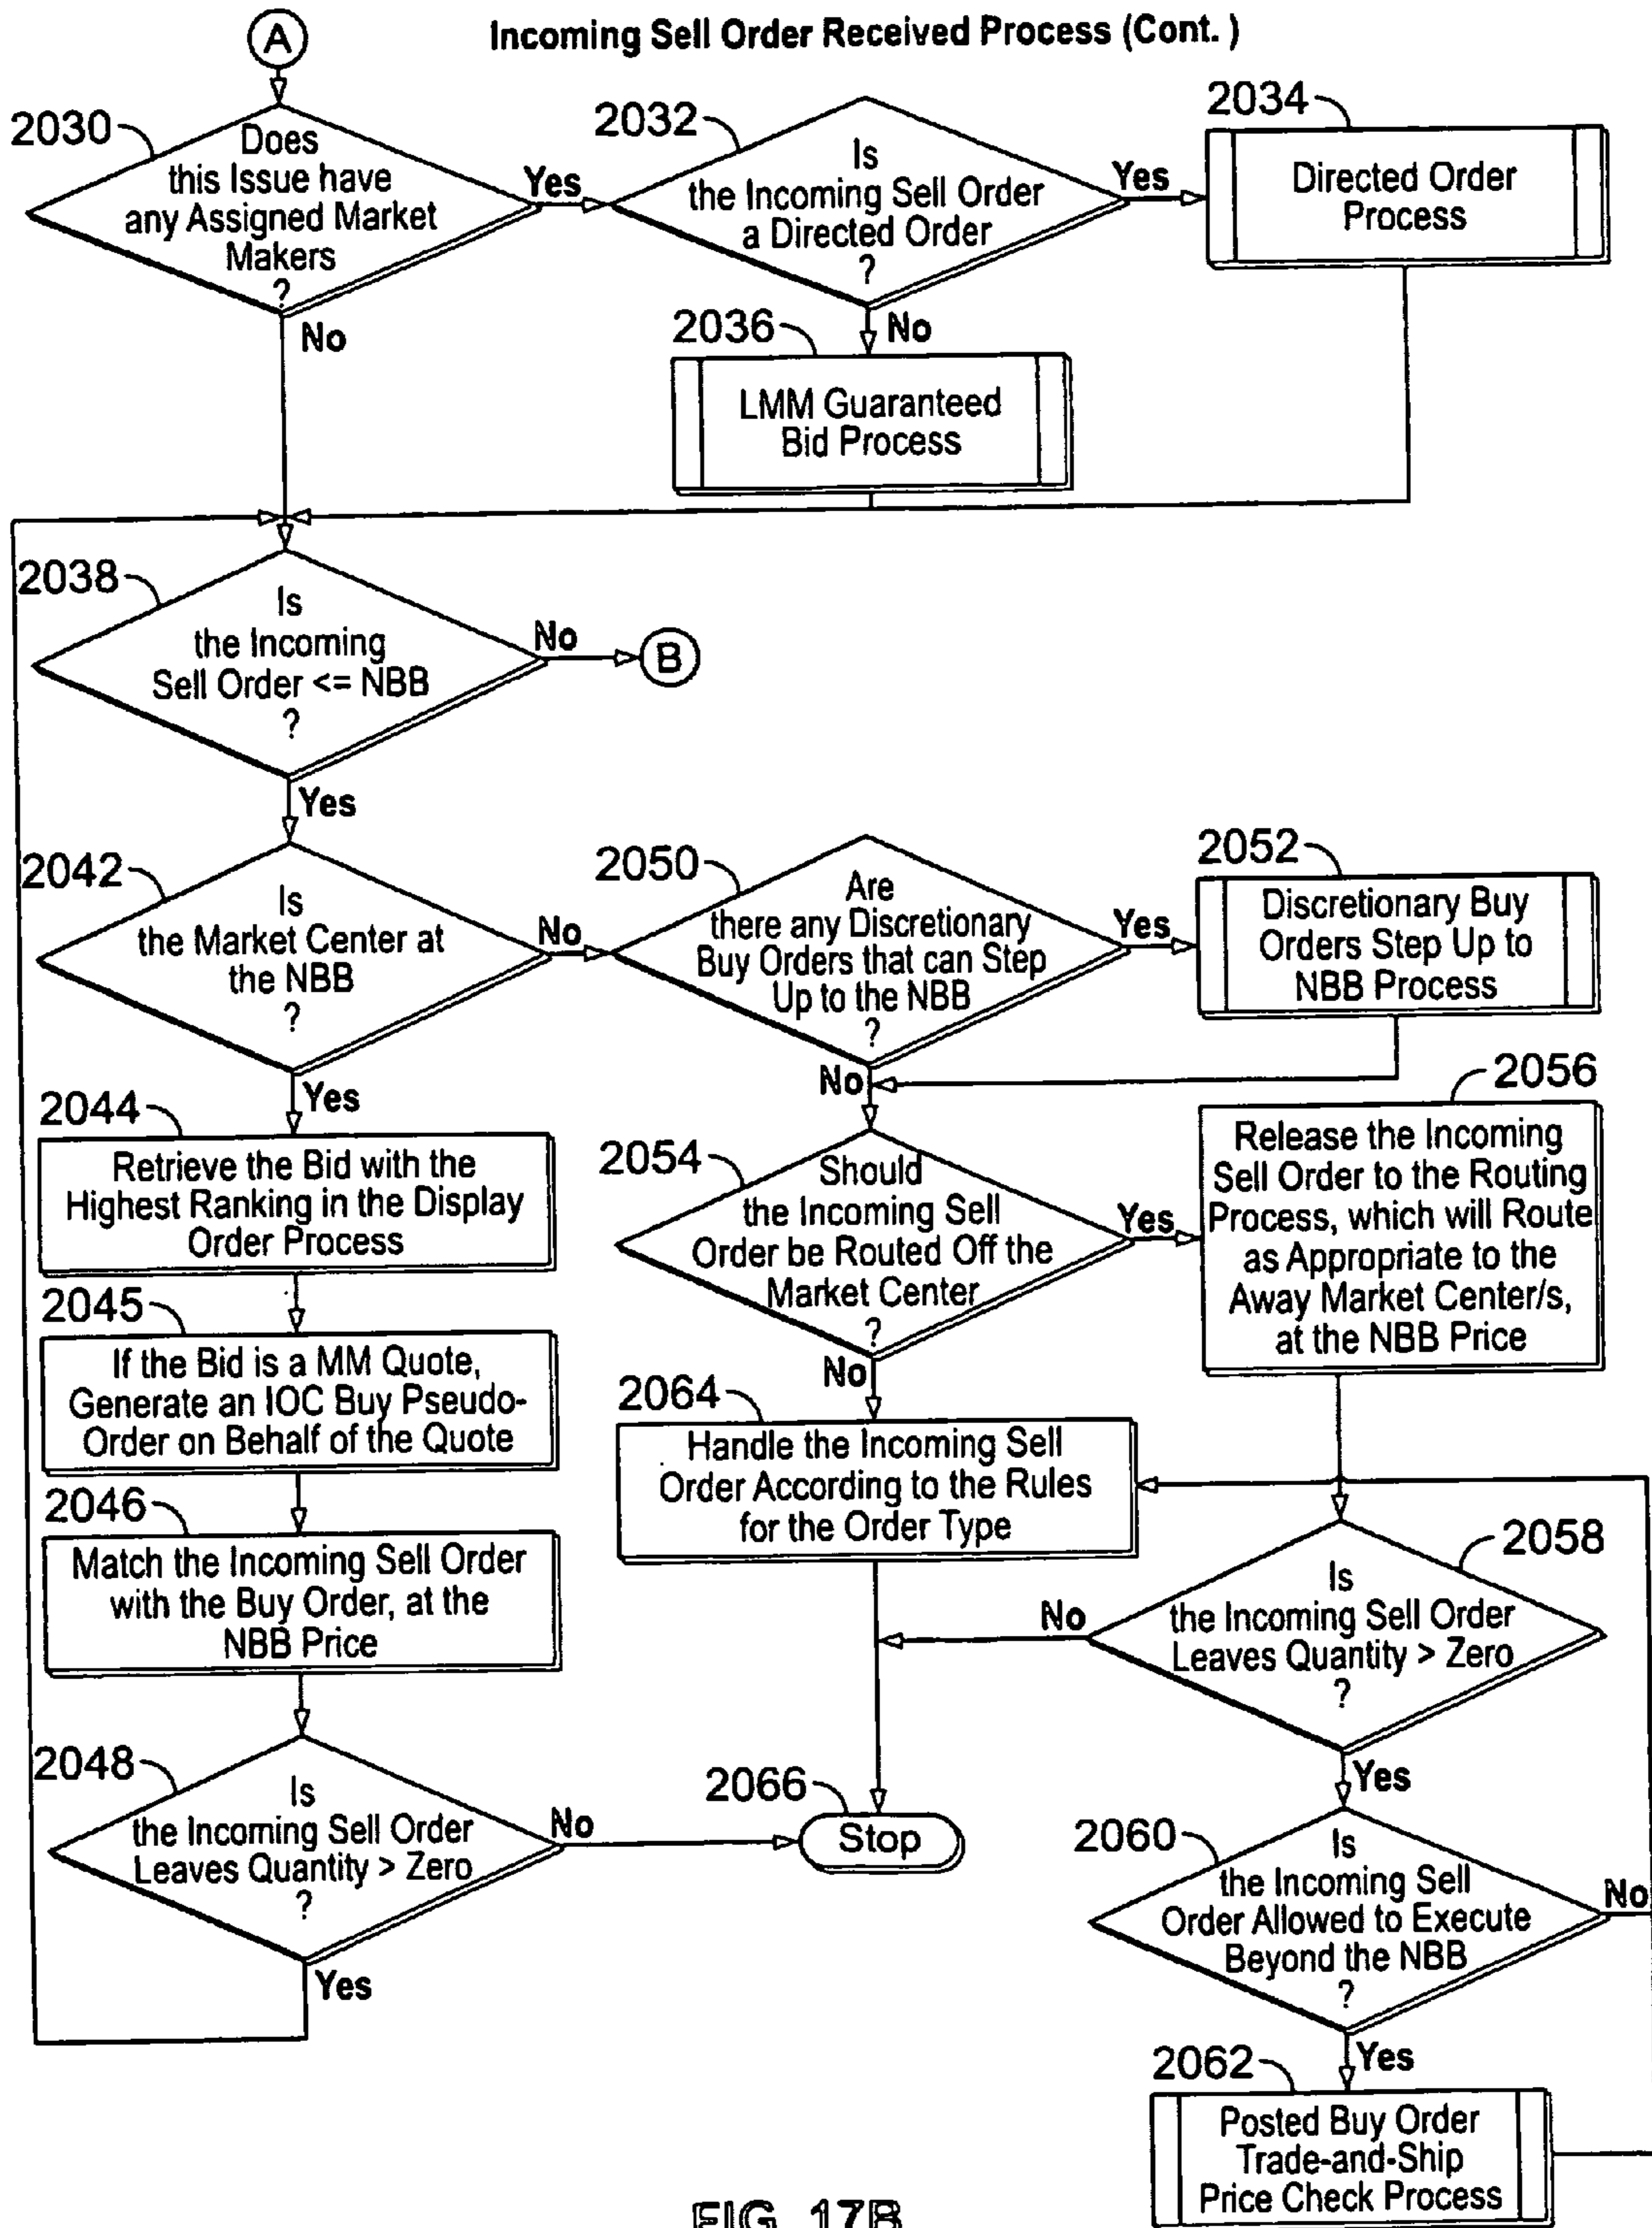 Incoming Sell Order Received Process (Cont. )
A
2030
Does
this Issue have
any Assigned Market
Makers
?
Yes
No
2032
Is
the Incoming Sell Order
a Directed Order
?
Yes
No
2034
Directed Order
Process
2036
LMM Guaranteed
Bid Process
2038
Is
the Incoming
Sell Order <= NBB
?
No
B
Yes
2042
Is
the Market Center at
the NBB
?
No
Yes
2050
Are
there any Discretionary
Buy Orders that can Step
Up to the NBB
?
Yes
No
2052
Discretionary Buy
Orders Step Up to
NBB Process
2044
Retrieve the Bid with the
Highest Ranking in the Display
Order Process
2054
Should
the Incoming Sell
Order be Routed Off the
Market Center
?
Yes
No
2056
Release the Incoming
Sell Order to the Routing
Process, which will Route
as Appropriate to the
Away Market Center/s,
at the NBB Price
2045
If the Bid is a MM Quote,
Generate an IOC Buy Pseudo-
Order on Behalf of the Quote
2064
Handle the Incoming Sell
Order According to the Rules
for the Order Type
2046
Match the Incoming Sell Order
with the Buy Order, at the
NBB Price
2058
Is
the Incoming Sell Order
Leaves Quantity > Zero
?
No
Yes
2048
Is
the Incoming Sell Order
Leaves Quantity > Zero
?
No
Yes
2066
Stop
2060
Is
the Incoming Sell
Order Allowed to Execute
Beyond the NBB
?
No
Yes
2062
Posted Buy Order
Trade-and-Ship
Price Check Process
FIG. 17B